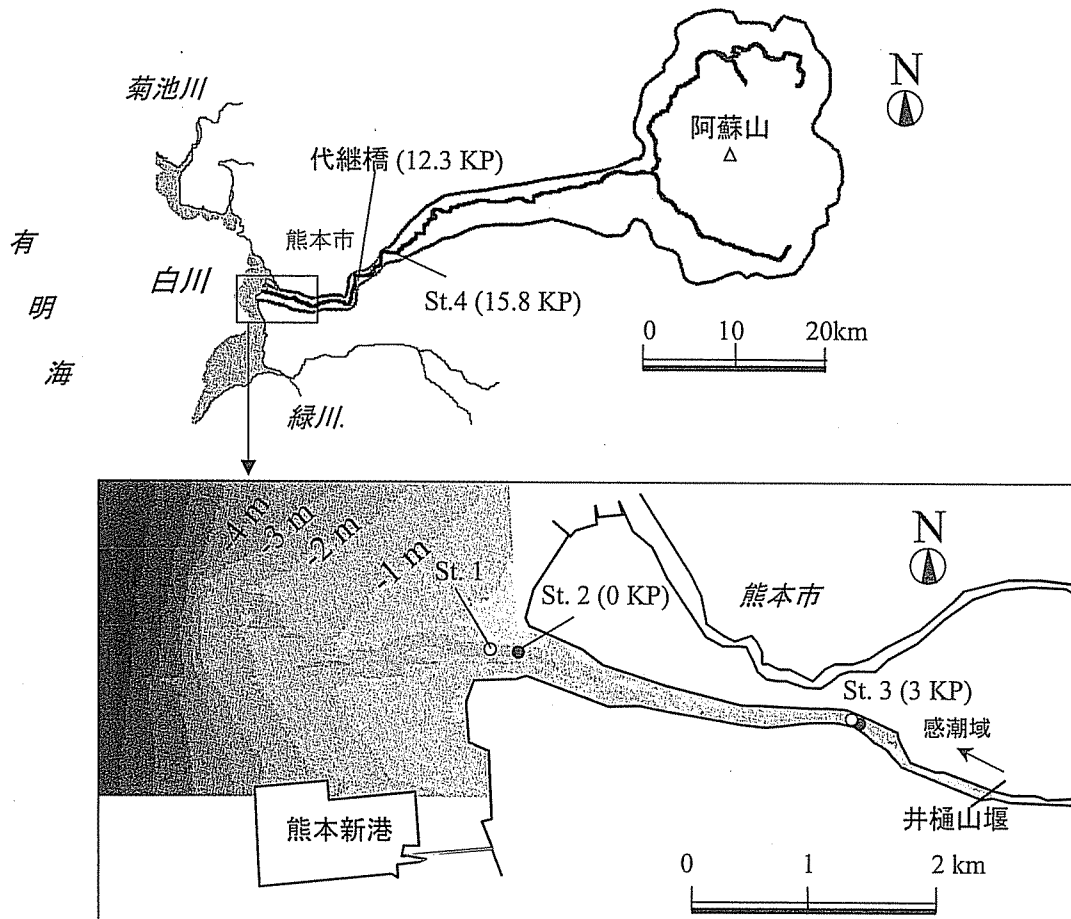 菊池川
N
阿蘇山
代継橋 (12.3 KP)
有明海
熊本市
白川
St.4 (15.8 KP)
0 10 20km
緑川.
-4 m
-3 m
-2 m
-1 m
St. 1
St. 2 (0 KP)
N
熊本市
St. 3 (3 KP)
感潮域
井樋山堰
熊本新港
0 1 2 km